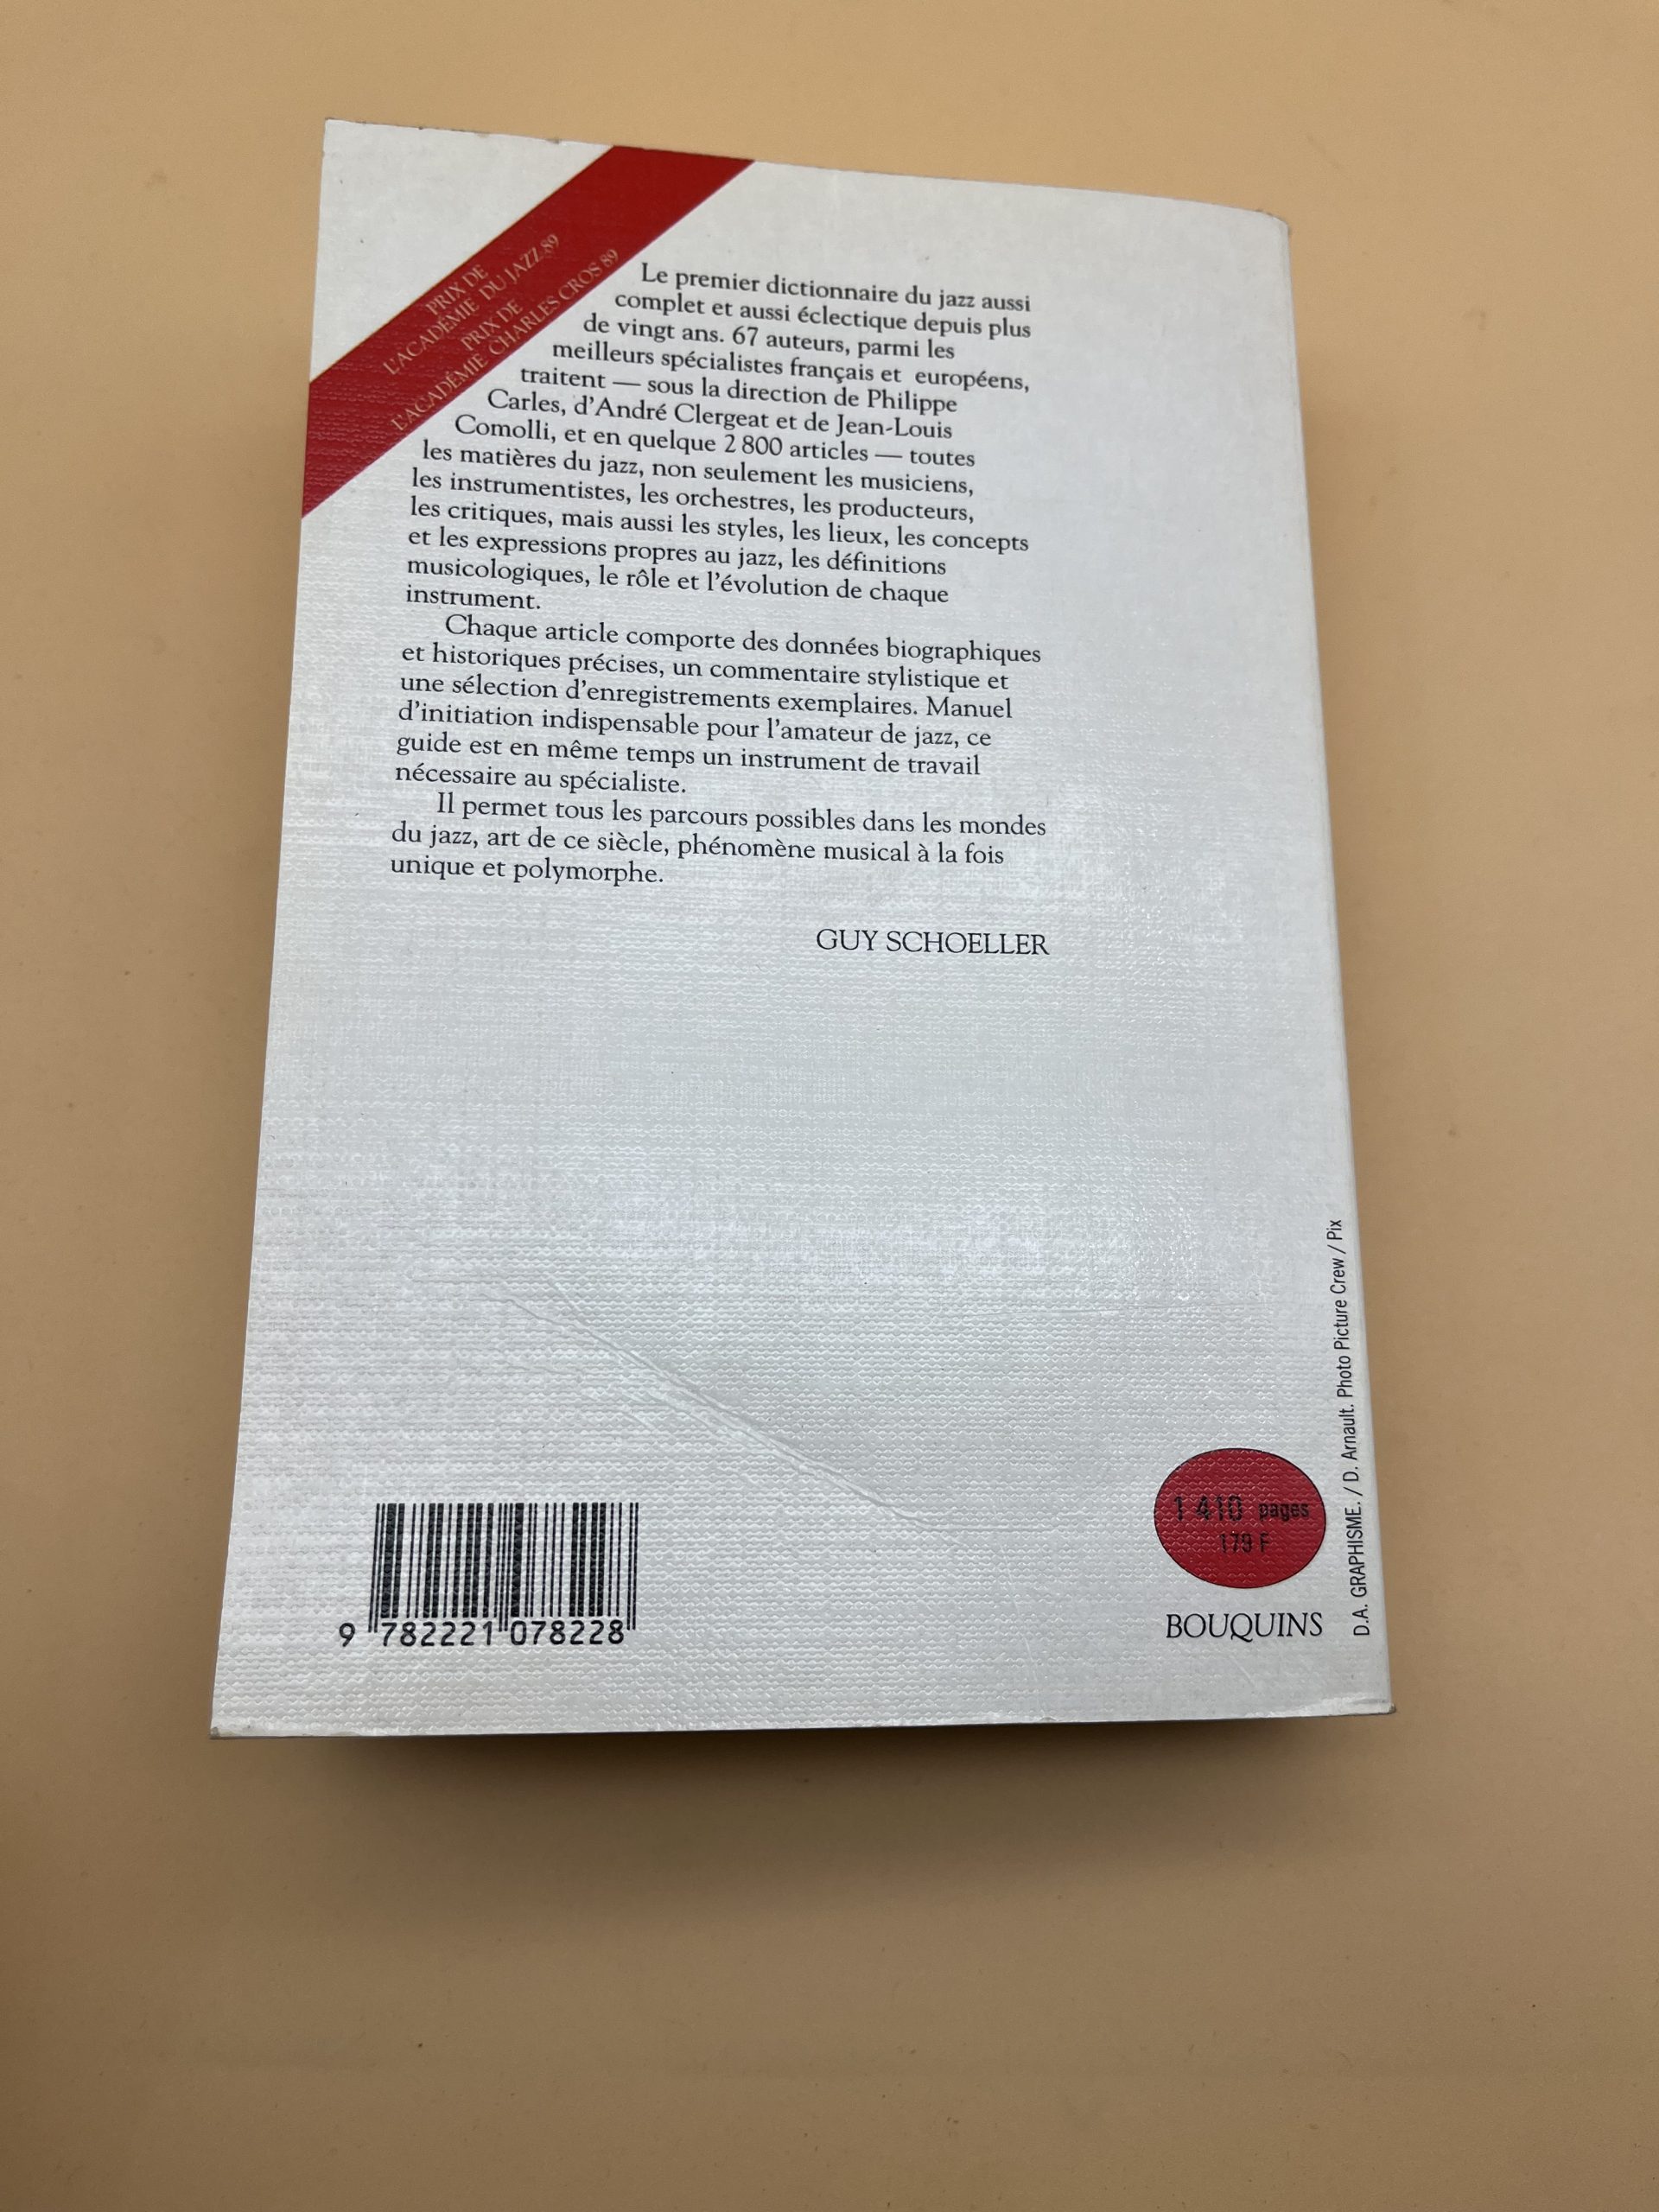 PRIX DE
L'ACADÉMIE DU JAZZ 89
PRIX DE
L'ACADÉMIE CHARLES CROS 89
Le premier dictionnaire du jazz aussi
complet et aussi éclectique depuis plus
de vingt ans. 67 auteurs, parmi les
meilleurs spécialistes français et européens,
traitent — sous la direction de Philippe
Carles, d'André Clergeat et de Jean-Louis
Comolli, et en quelque 2 800 articles — toutes
les matières du jazz, non seulement les musiciens,
les instrumentistes, les orchestres, les producteurs,
les critiques, mais aussi les styles, les lieux, les concepts
et les expressions propres au jazz, les définitions
musicologiques, le rôle et l'évolution de chaque
instrument.
Chaque article comporte des données biographiques
et historiques précises, un commentaire stylistique et
une sélection d'enregistrements exemplaires. Manuel
d'initiation indispensable pour l'amateur de jazz, ce
guide est en même temps un instrument de travail
nécessaire au spécialiste.
Il permet tous les parcours possibles dans les mondes
du jazz, art de ce siècle, phénomène musical à la fois
unique et polymorphe.
GUY SCHOELLER
9 782221 078228
1 410 pages
179 F
BOUQUINS
D.A. GRAPHISME. / D. Arnault. Photo Picture Crew / Pix